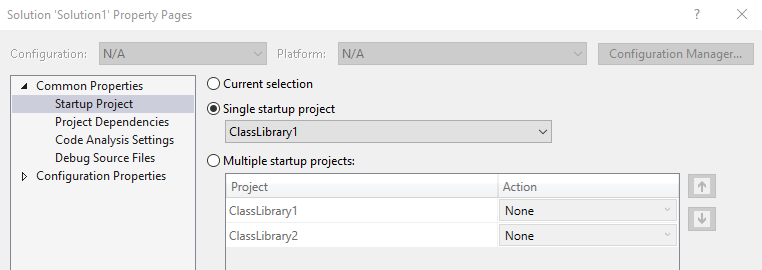 Solution 'Solution1' Property Pages
? ×
Configuration: N/A Platform: N/A Configuration Manager...
Common Properties
Startup Project
Project Dependencies
Code Analysis Settings
Debug Source Files
Configuration Properties
Current selection
Single startup project
ClassLibrary1
Multiple startup projects:
Project Action
ClassLibrary1 None
ClassLibrary2 None